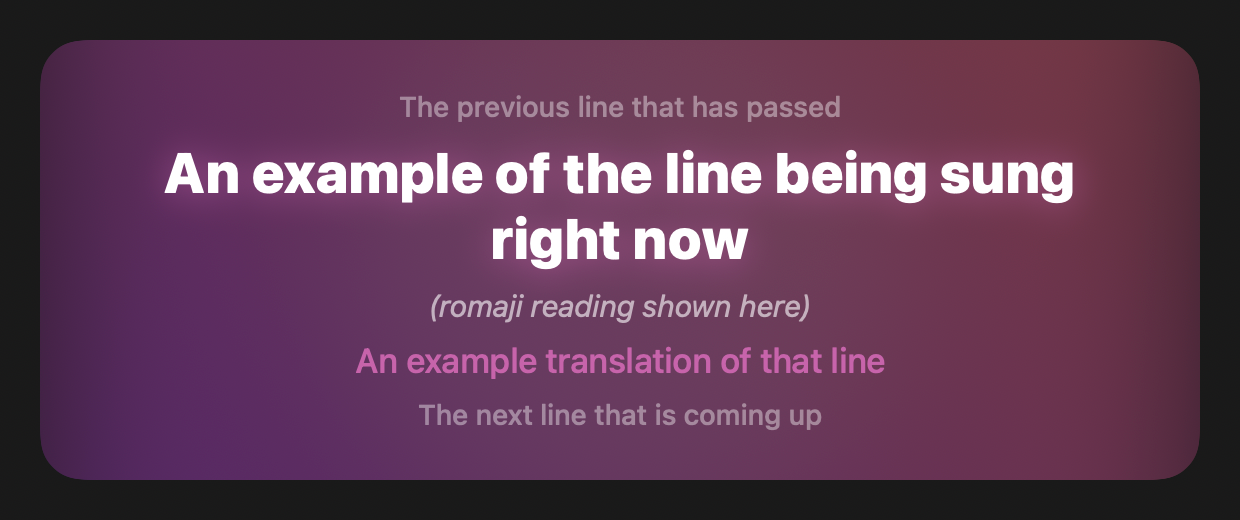 The previous line that has passed
An example of the line being sung
right now
(romaji reading shown here)
An example translation of that line
The next line that is coming up